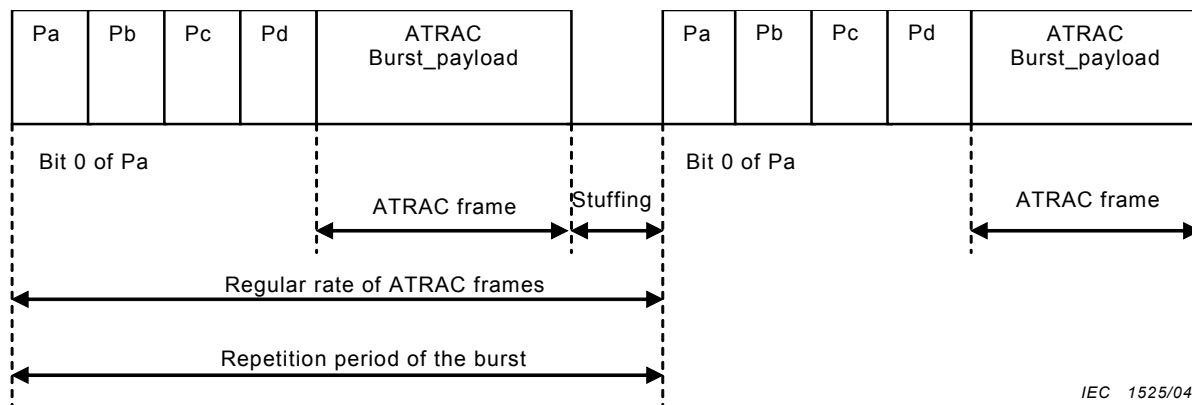 Pa Pb Pc Pd ATRAC Pa Pb Pc Pd ATRAC
Burst_payload Burst_payload
Bit 0 of Pa Bit 0 of Pa
ATRAC frame Stuffing ATRAC frame
Regular rate of ATRAC frames
Repetition period of the burst
IEC 1525/04